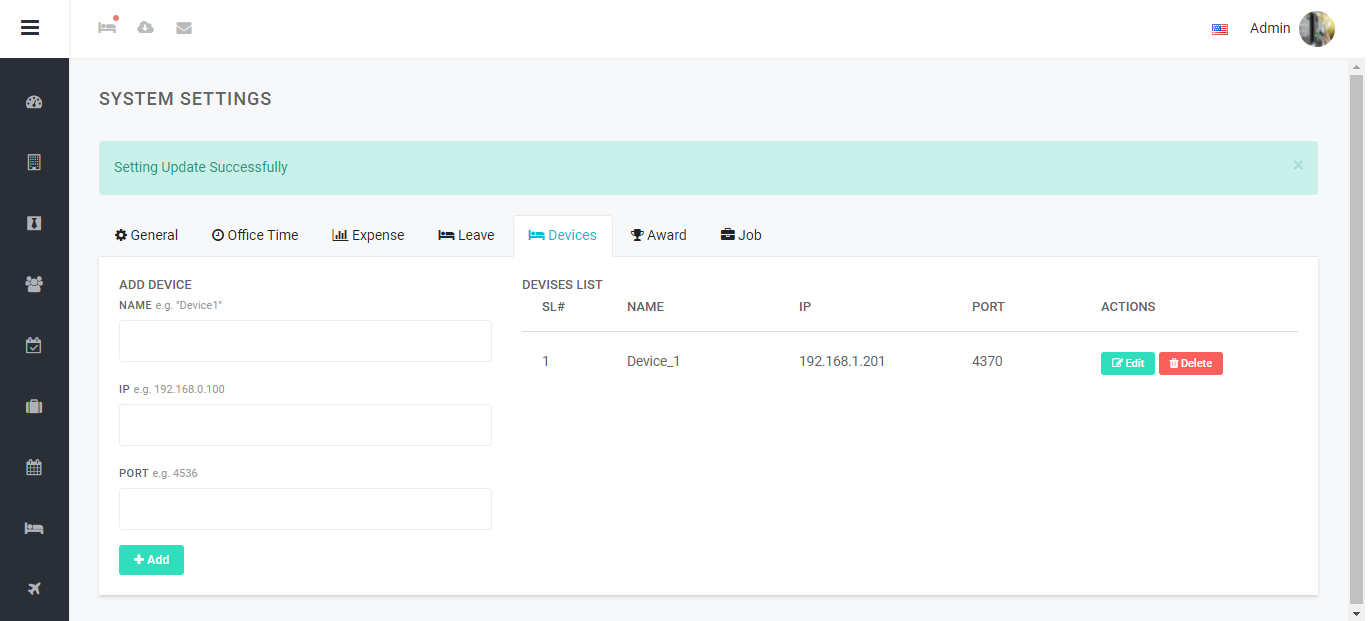 Admin
SYSTEM SETTINGS
Setting Update Successfully ×
General Office Time Expense Leave Devices Award Job
ADD DEVICE
NAME e.g. "Device1"
IP e.g. 192.168.0.100
PORT e.g. 4536
+ Add
DEVISES LIST
SL# NAME IP PORT ACTIONS
1 Device_1 192.168.1.201 4370 Edit Delete